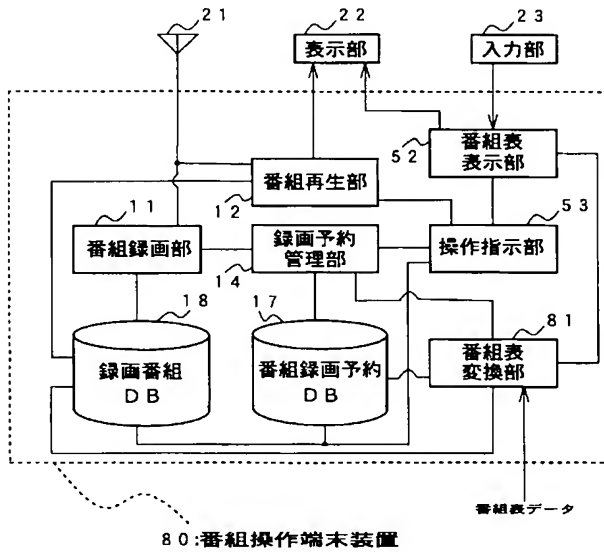 21
22
23
表示部
入力部
52
番組表
表示部
12
番組再生部
11
番組録画部
14
録画予約
管理部
53
操作指示部
18
録画番組
DB
17
番組録画予約
DB
81
番組表
変換部
番組表データ
80:番組操作端末装置